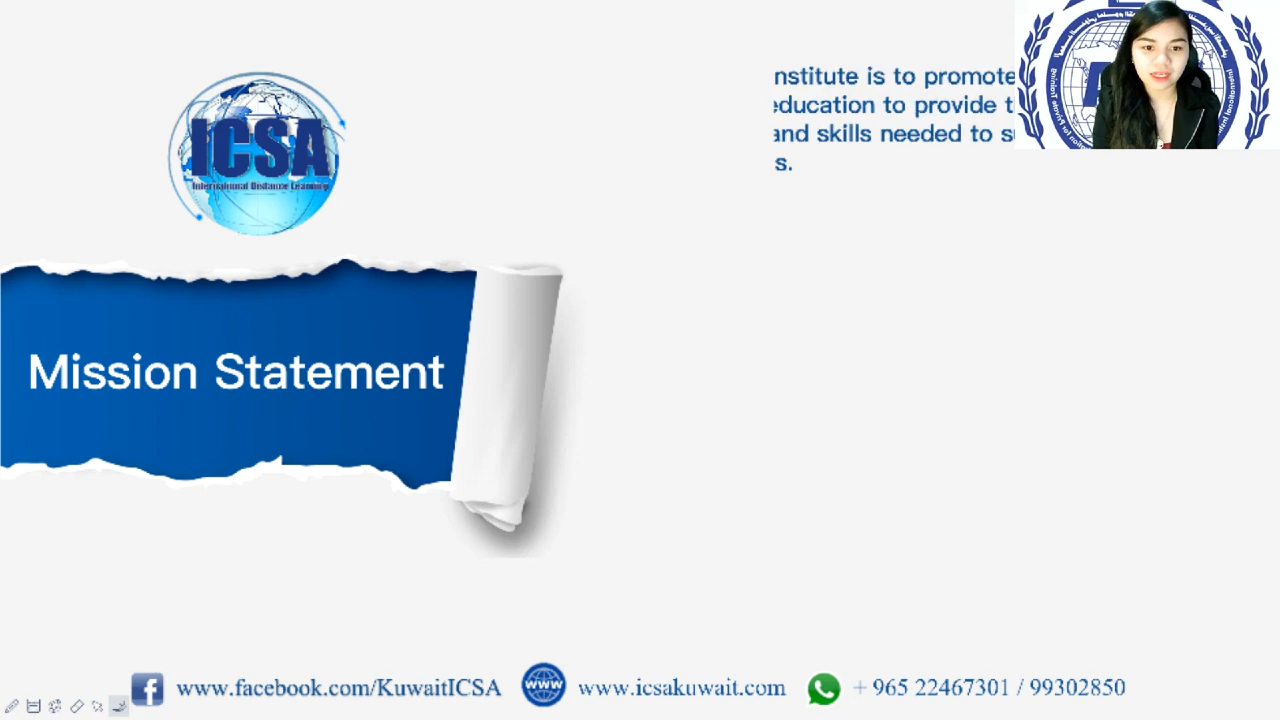 ICSA
International Distance Learning
nstitute is to promote
education to provide
and skills needed to
s.
Mission Statement
www.facebook.com/KuwaitICSA
WWW
www.icsakuwait.com
+ 965 22467301 / 99302850